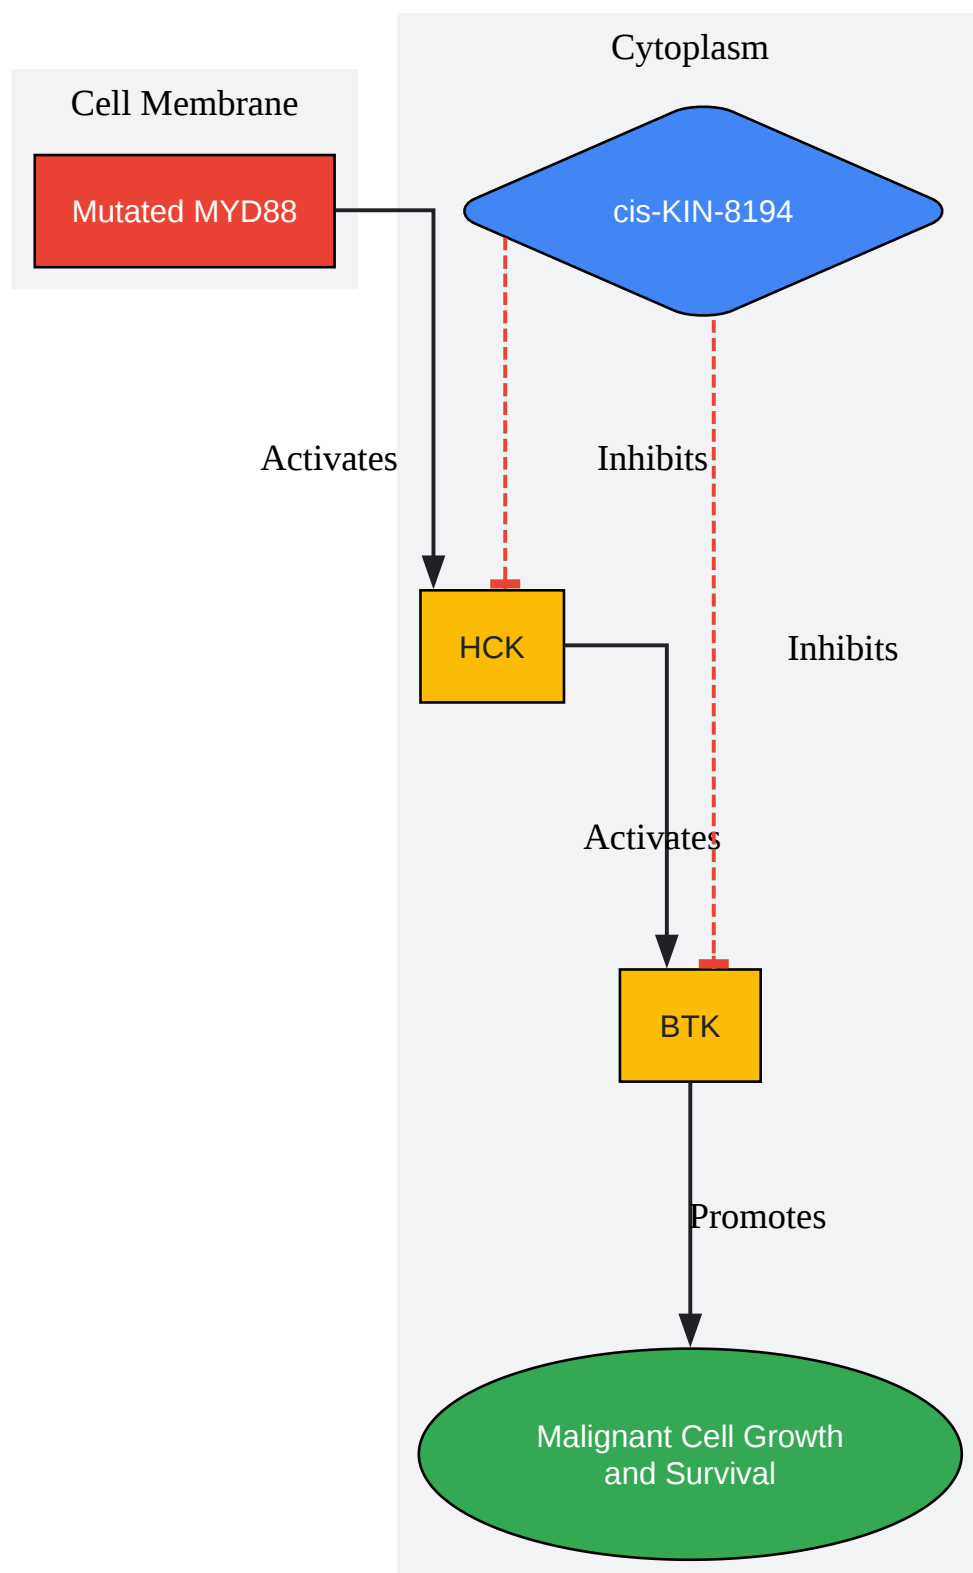 Cytoplasm
Cell Membrane
Mutated MYD88
cis-KIN-8194
Activates
Inhibits
HCK
Inhibits
Activates
BTK
Promotes
Malignant Cell Growth
and Survival